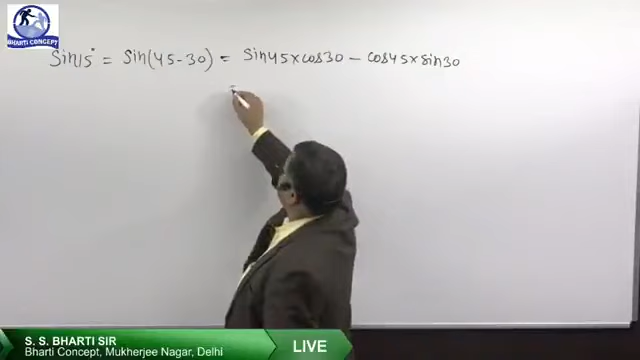 BHARTI CONCEPT
Sin15° = Sin(45-30) = Sin45×cos30 - cos45×sin30
S. S. BHARTI SIR
Bharti Concept, Mukherjee Nagar, Delhi
LIVE